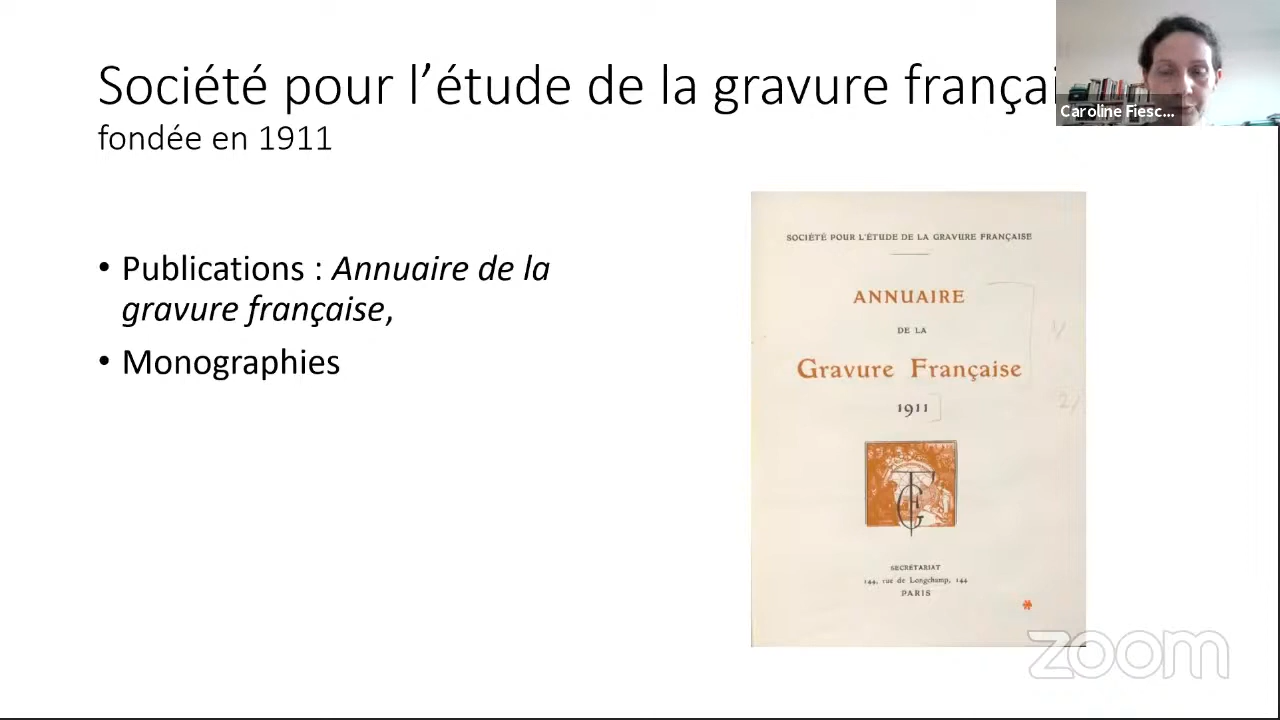 Société pour l’étude de la gravure françai
fondée en 1911
Caroline Fiesc...
• Publications : Annuaire de la
gravure française,
• Monographies
SOCIÉTÉ POUR L'ÉTUDE DE LA GRAVURE FRANÇAISE
ANNUAIRE
DE LA
Gravure Française
1911
SECRÉTARIAT
144, rue de Longchamp, 144
PARIS
zoom